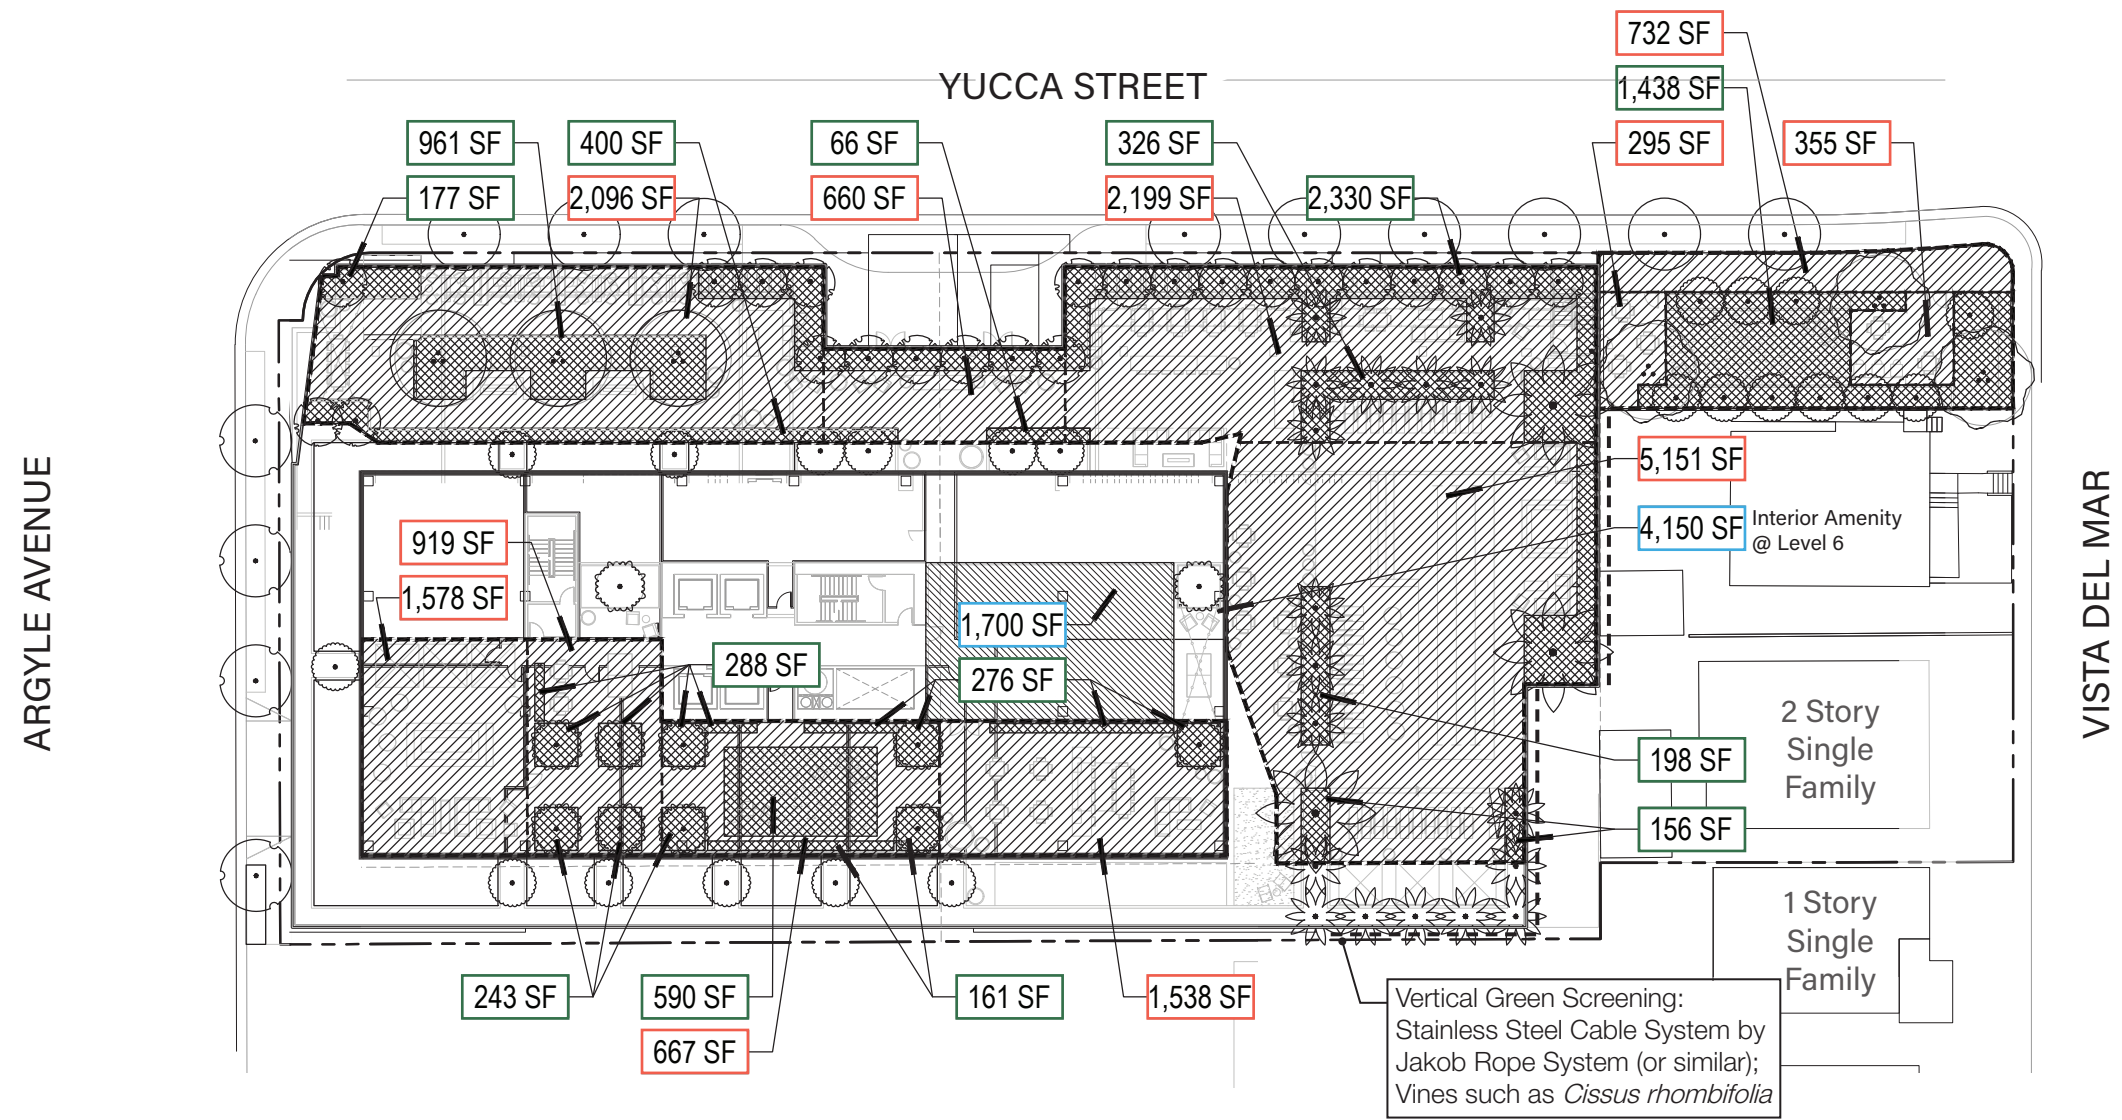 732 SF
YUCCA STREET
1,438 SF
961 SF
400 SF
66 SF
326 SF
295 SF
355 SF
177 SF
2,096 SF
660 SF
2,199 SF
2,330 SF
5,151 SF
4,150 SF
Interior Amenity
@ Level 6
919 SF
1,578 SF
1,700 SF
288 SF
276 SF
ARGYLE AVENUE
VISTA DEL MAR
2 Story
Single
Family
198 SF
156 SF
1 Story
Single
Family
243 SF
590 SF
161 SF
1,538 SF
667 SF
Vertical Green Screening:
Stainless Steel Cable System by
Jakob Rope System (or similar);
Vines such as Cissus rhombifolia